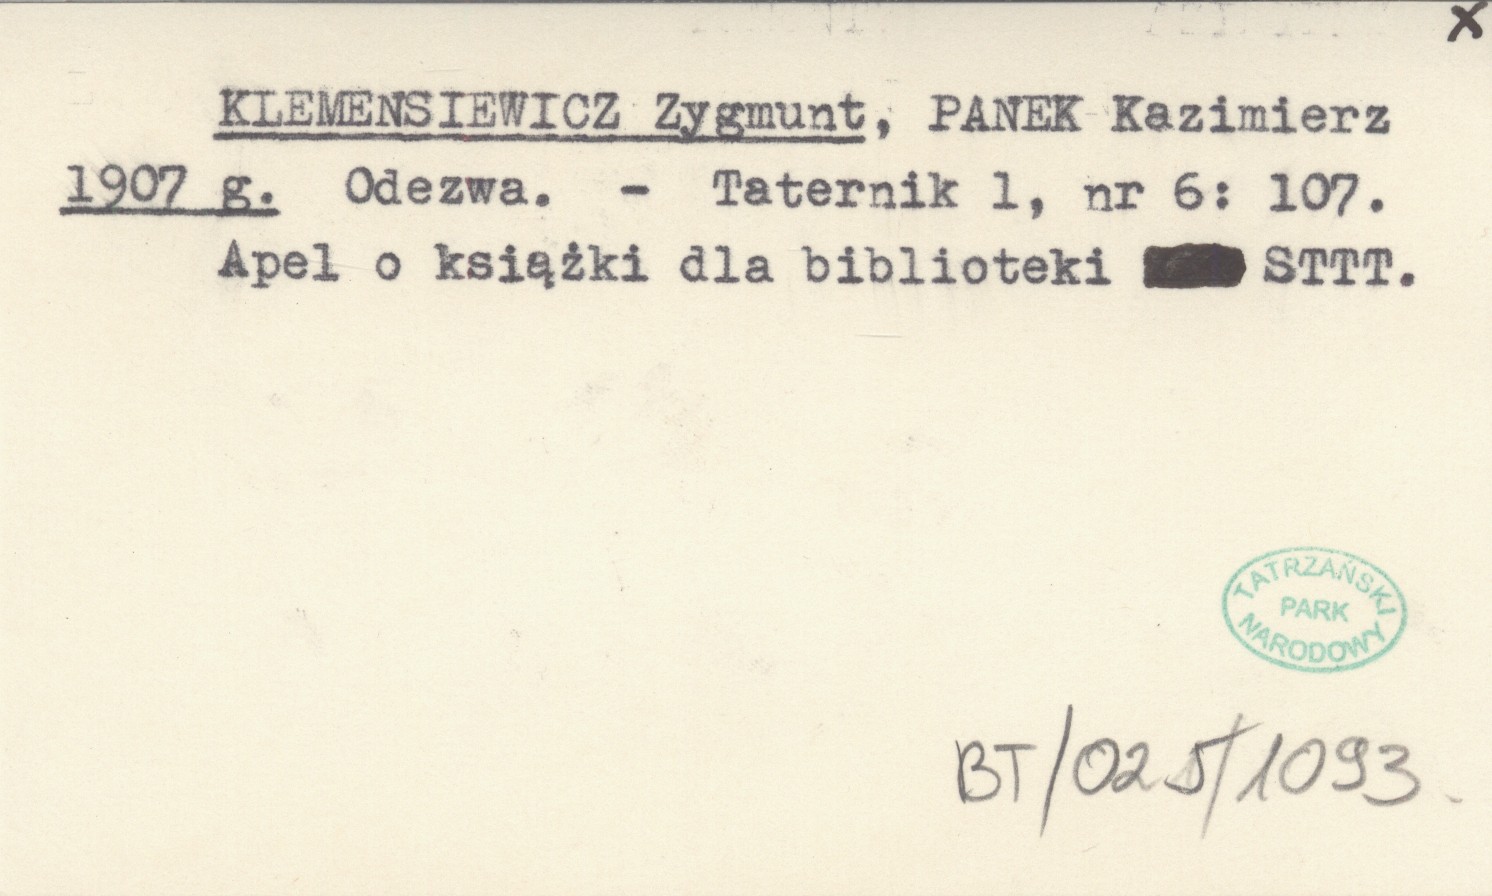 x
KLEMENSIEWICZ Zygmunt, PANEK Kazimierz
1907 g. Odezwa. - Taternik 1, nr 6: 107.
Apel o książki dla biblioteki STTT.
TATRZAŃSKI
PARK
NARODOWY
BT/025/1093.